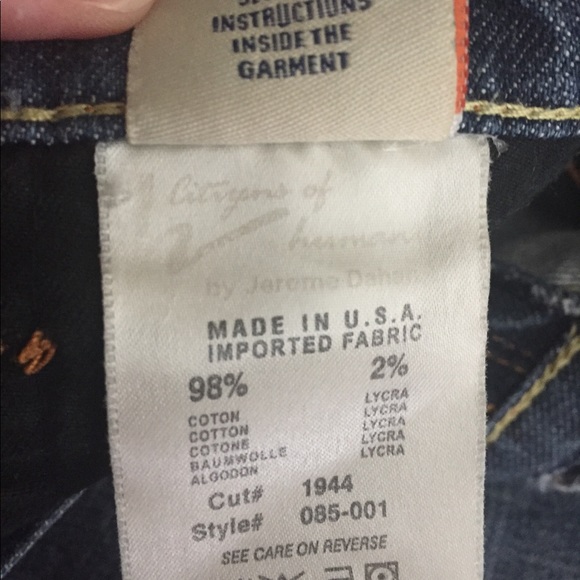 INSTRUCTIONS
INSIDE THE
GARMENT
Citizens of
humanity
by Jerome Dahan
MADE IN U.S.A.
IMPORTED FABRIC
98% 2%
COTON LYCRA
COTTON LYCRA
COTONE LYCRA
BAUMWOLLE LYCRA
ALGODON LYCRA
Cut# 1944
Style# 085-001
SEE CARE ON REVERSE